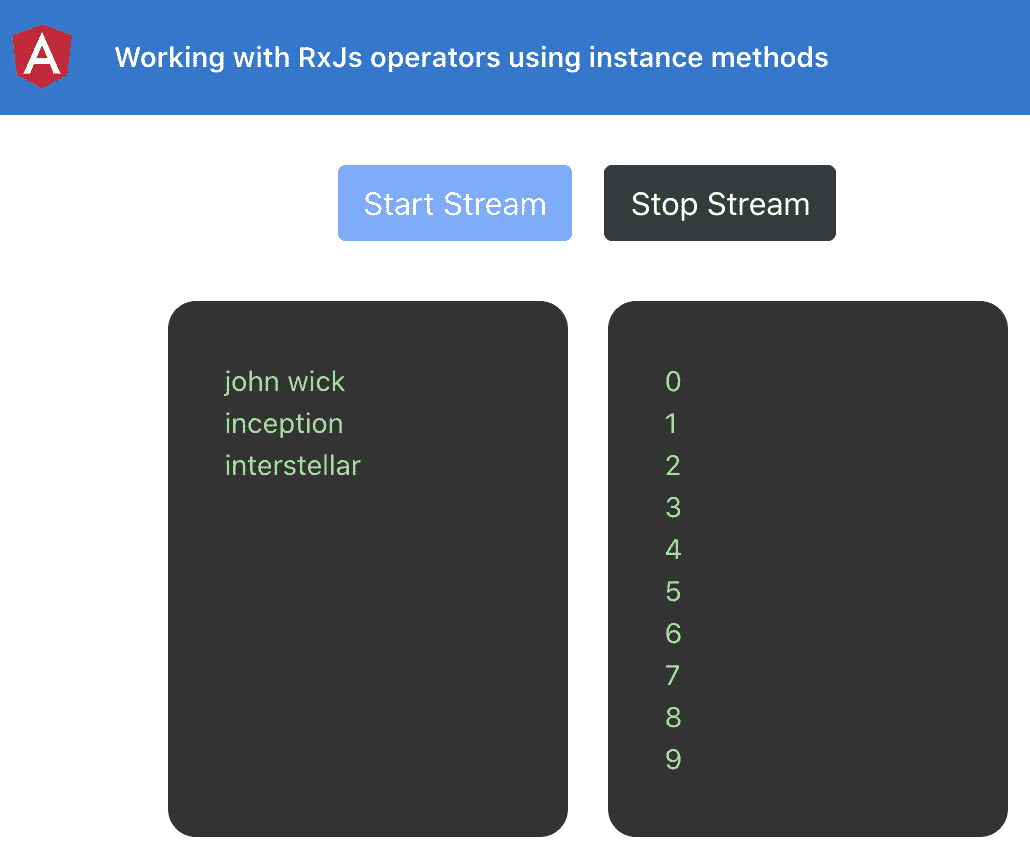 Working with RxJs operators using instance methods
Start Stream
Stop Stream
john wick
inception
interstellar
0
1
2
3
4
5
6
7
8
9